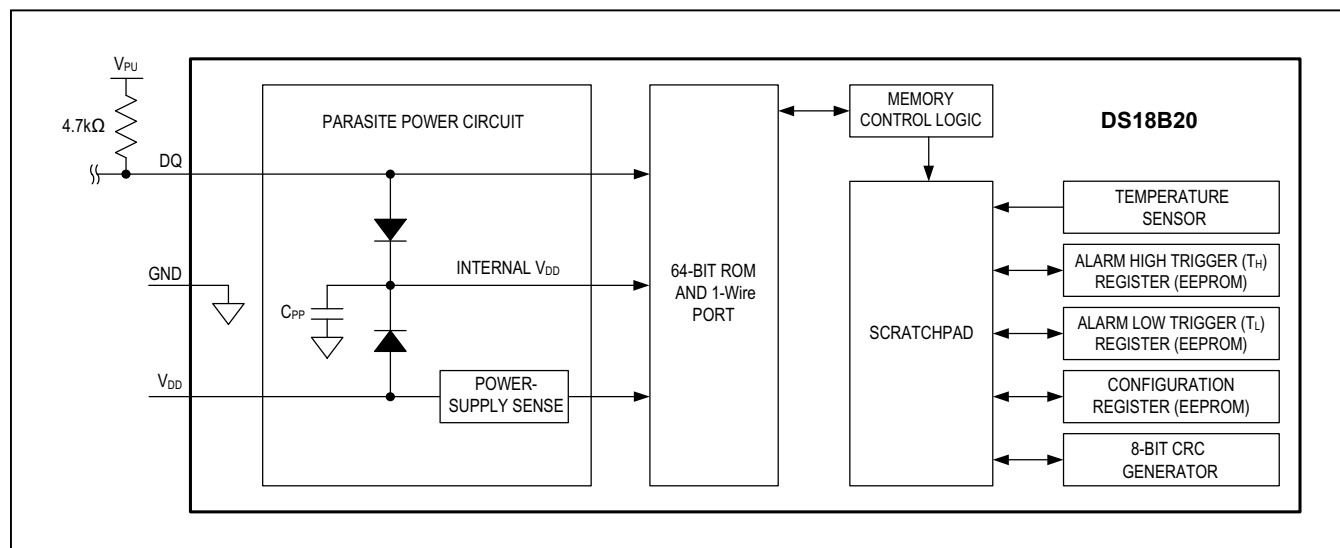 VPU
4.7kΩ
DQ
GND
VDD
PARASITE POWER CIRCUIT
INTERNAL VDD
CPP
POWER-
SUPPLY SENSE
64-BIT ROM
AND 1-Wire
PORT
MEMORY
CONTROL LOGIC
SCRATCHPAD
DS18B20
TEMPERATURE
SENSOR
ALARM HIGH TRIGGER (TH)
REGISTER (EEPROM)
ALARM LOW TRIGGER (TL)
REGISTER (EEPROM)
CONFIGURATION
REGISTER (EEPROM)
8-BIT CRC
GENERATOR